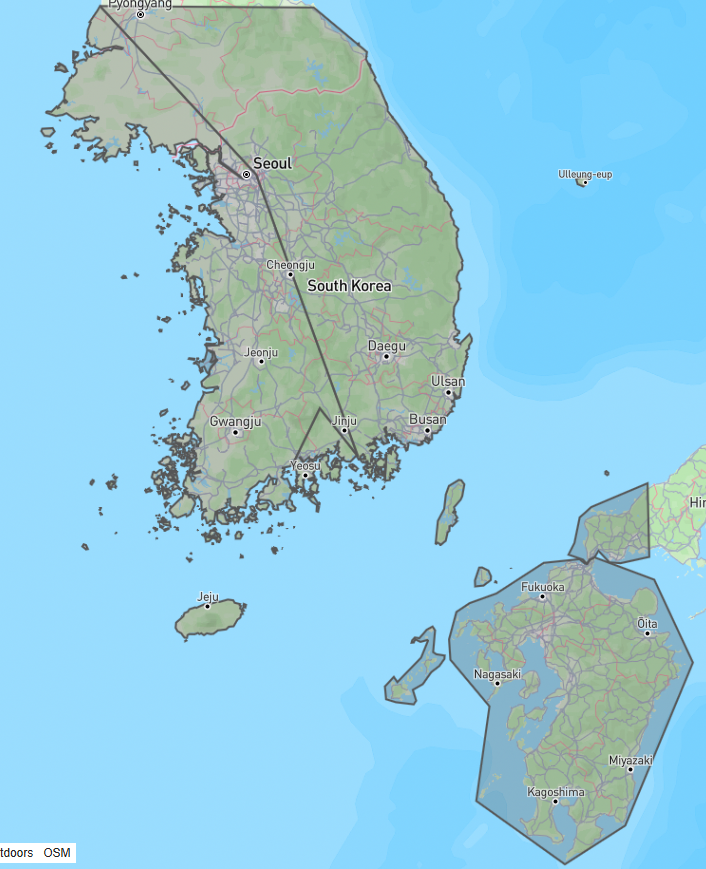 Pyongyang
Seoul
Ulleung-eup
Cheongju
South Korea
Jeonju
Daegu
Ulsan
Gwangju
Jinju
Busan
Yeosu
Hir
Fukuoka
Jeju
Ōita
Nagasaki
Miyazaki
Kagoshima
tdoors OSM